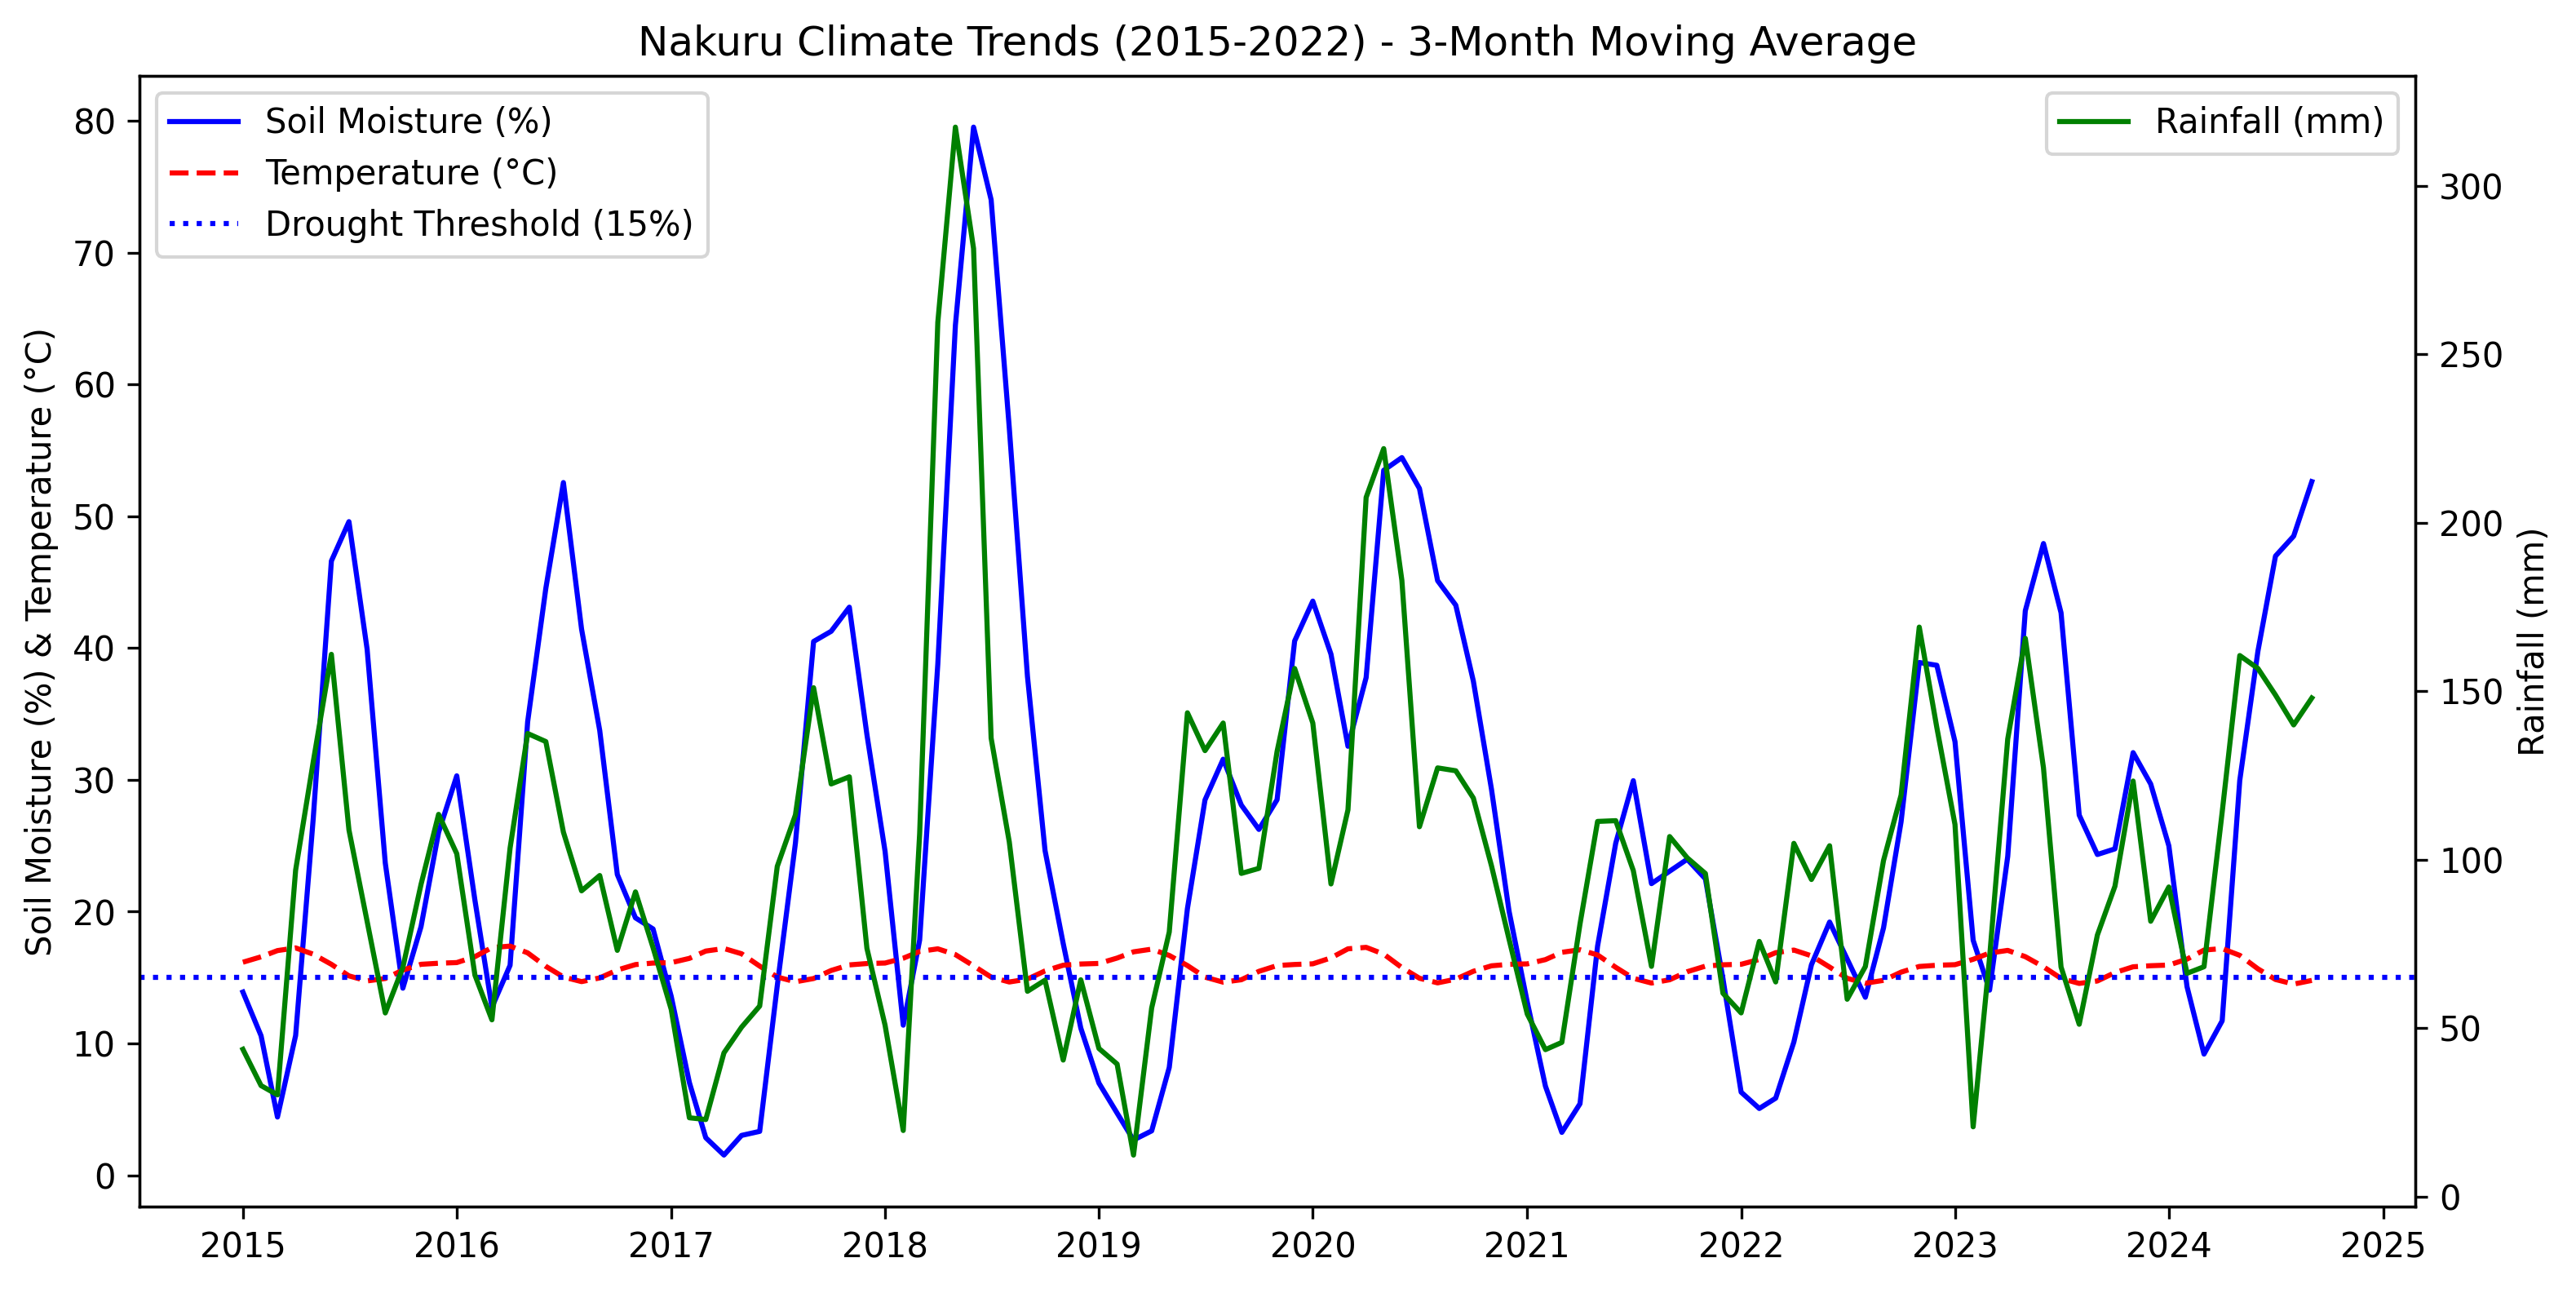 Nakuru Climate Trends (2015-2022) - 3-Month Moving Average
Soil Moisture (%)
Temperature (°C)
Drought Threshold (15%)
Rainfall (mm)
Soil Moisture (%) & Temperature (°C)
80
70
60
50
40
30
20
10
0
300
250
200
150
100
50
0
Rainfall (mm)
2015 2016 2017 2018 2019 2020 2021 2022 2023 2024 2025